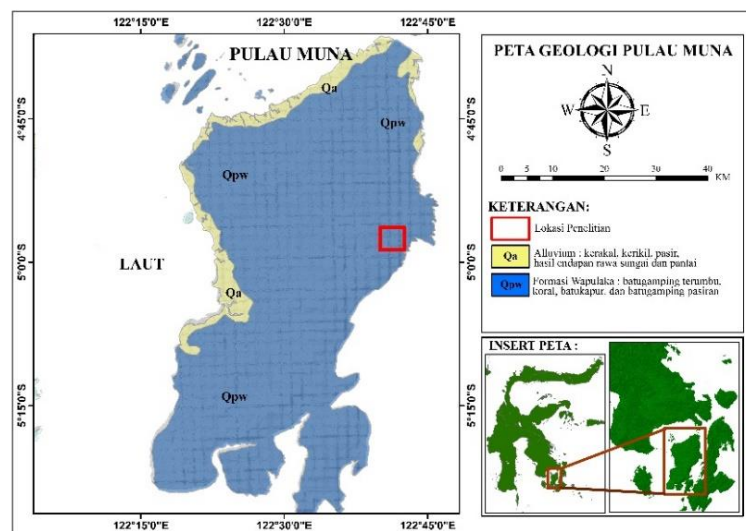 122°15'0"E 122°30'0"E 122°45'0"E
PULAU MUNA
Qa
Qpw
Qpw
LAUT
Qa
Qpw
4°45'0"S
5°0'0"S
5°15'0"S
4°45'0"S
5°0'0"S
5°15'0"S
122°15'0"E 122°30'0"E 122°45'0"E
PETA GEOLOGI PULAU MUNA
N
W E
S
0 5 10 20 30 40
KM
KETERANGAN:
Lokasi Penelitian
Qa Alluvium : kerakal, kerikil, pasir,
hasil endapan rawa sungai dan pantai
Qpw Formasi Wapulaka : batugamping terumbu,
koral, batukapur, dan batugamping pasiran
INSERT PETA :